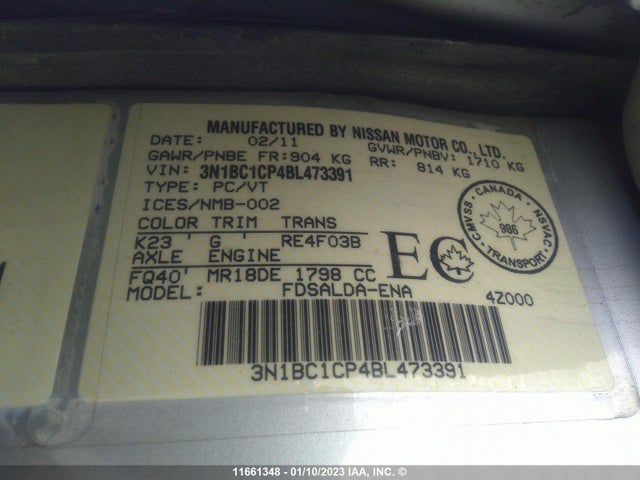 MANUFACTURED BY NISSAN MOTOR CO., LTD.
DATE: 02/11 GVWR/PNBV: 1710 KG
GAWR/PNBE FR: 904 KG RR: 814 KG
VIN: 3N1BC1CP4BL473391
TYPE: PC/VT
ICES/NMB-002
COLOR TRIM TRANS
K23 G RE4F03B
AXLE ENGINE
FQ40 MR18DE 1798 CC
MODEL: FDSALDA-ENA 4Z000
EC
CMVSS - CANADA - NSVAC
986
TRANSPORT
3N1BC1CP4BL473391
11661348 - 01/10/2023 IAA, INC. ©